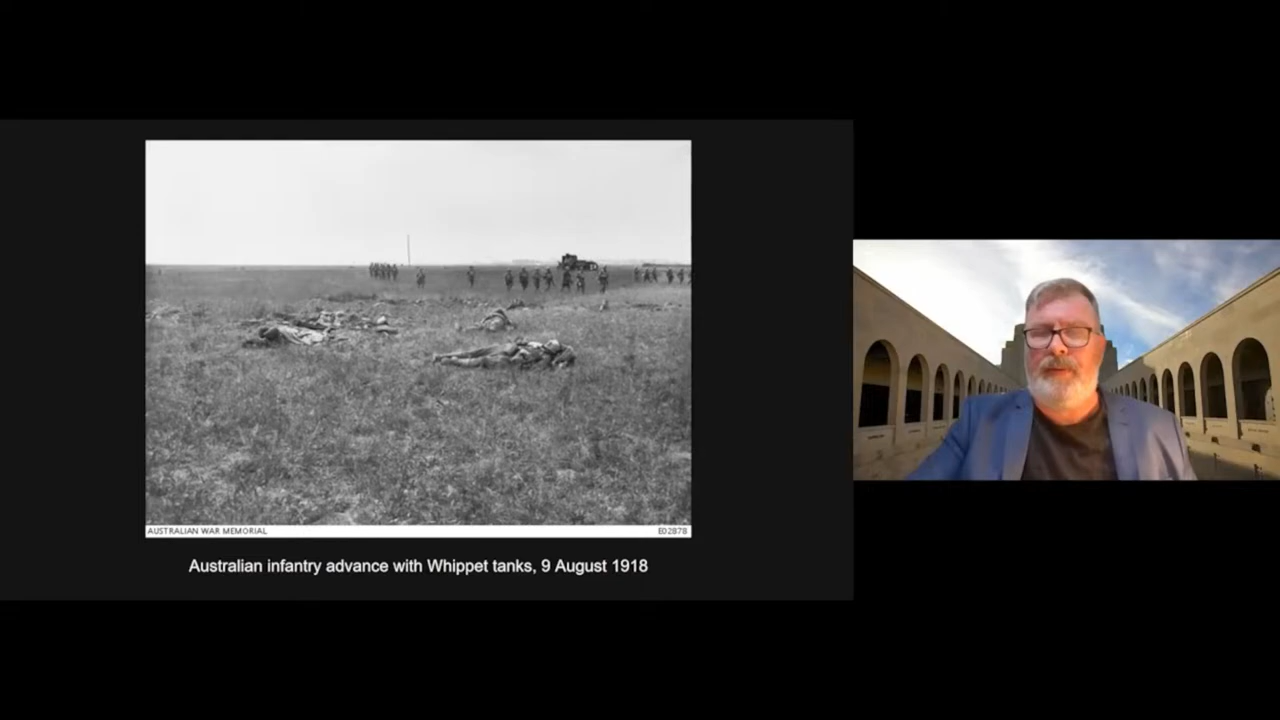 AUSTRALIAN WAR MEMORIAL
E02878
Australian infantry advance with Whippet tanks, 9 August 1918